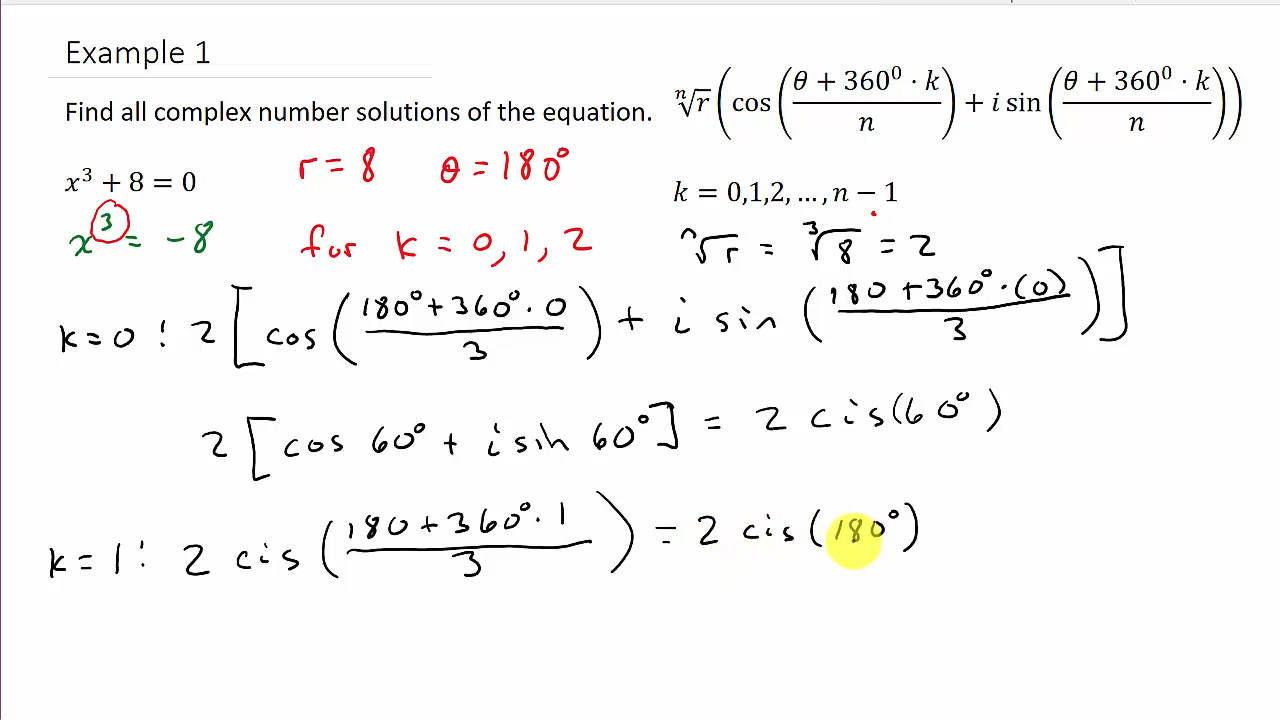 Example 1
Find all complex number solutions of the equation.
x³ + 8 = 0
x³ = -8
r = 8 θ = 180°
for k = 0, 1, 2
ⁿ√r (cos((θ + 360⁰ · k)/n) + i sin((θ + 360⁰ · k)/n))
k = 0,1,2, ... , n − 1
ⁿ√r = ³√8 = 2
k = 0 : 2 [cos((180° + 360° · 0)/3) + i sin((180 + 360° · (0))/3)]
2 [cos 60° + i sin 60°] = 2 cis(60°)
k = 1 : 2 cis((180 + 360° · 1)/3) = 2 cis(180°)